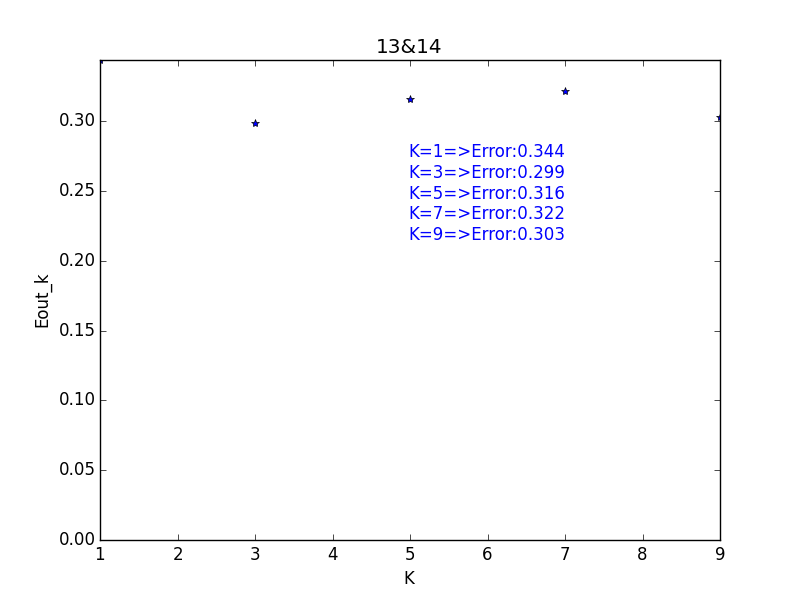 13&14
Eout_k
0.30
0.25
0.20
0.15
0.10
0.05
0.00
K=1=>Error:0.344
K=3=>Error:0.299
K=5=>Error:0.316
K=7=>Error:0.322
K=9=>Error:0.303
1 2 3 4 5 6 7 8 9
K